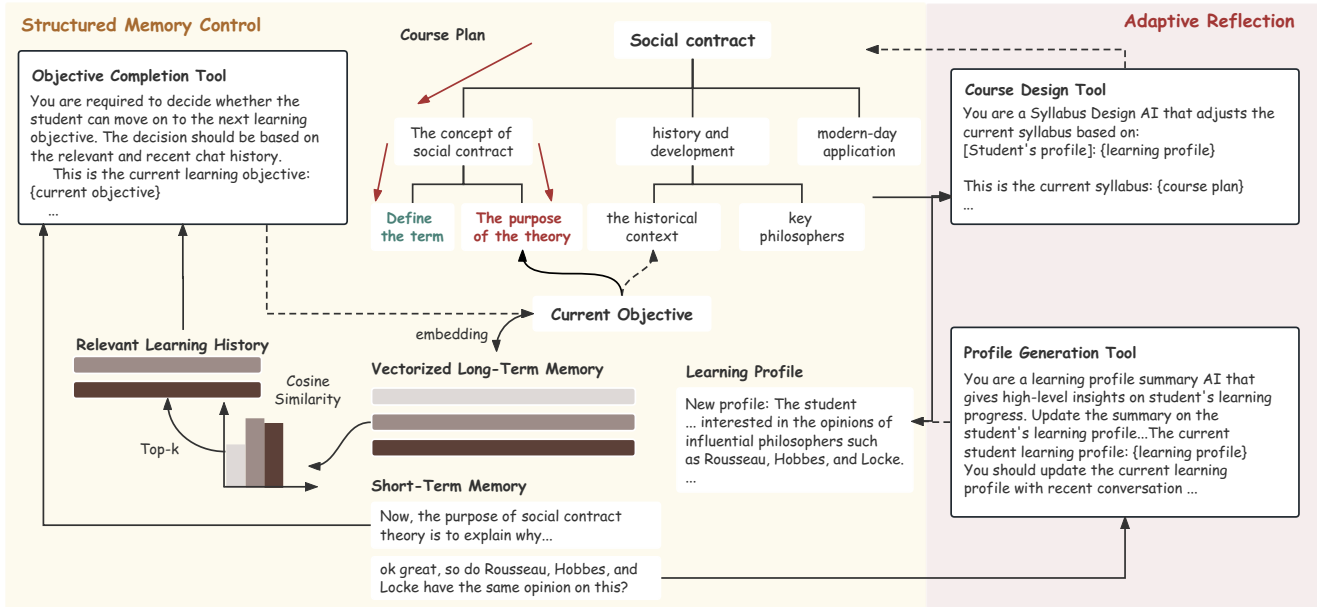 Structured Memory Control
Adaptive Reflection
Course Plan
Social contract
Objective Completion Tool
You are required to decide whether the
student can move on to the next learning
objective. The decision should be based on
the relevant and recent chat history.
This is the current learning objective:
{current objective}
...
The concept of
social contract
history and
development
modern-day
application
Define
the term
The purpose
of the theory
the historical
context
key
philosophers
Course Design Tool
You are a Syllabus Design AI that adjusts the
current syllabus based on:
[Student's profile]: {learning profile}
This is the current syllabus: {course plan}
...
Current Objective
embedding
Relevant Learning History
Cosine
Similarity
Top-k
Vectorized Long-Term Memory
Learning Profile
New profile: The student
... interested in the opinions of
influential philosophers such
as Rousseau, Hobbes, and Locke.
...
Profile Generation Tool
You are a learning profile summary AI that
gives high-level insights on student's learning
progress. Update the summary on the
student's learning profile...The current
student learning profile: {learning profile}
You should update the current learning
profile with recent conversation ...
Short-Term Memory
Now, the purpose of social contract
theory is to explain why...
ok great, so do Rousseau, Hobbes, and
Locke have the same opinion on this?